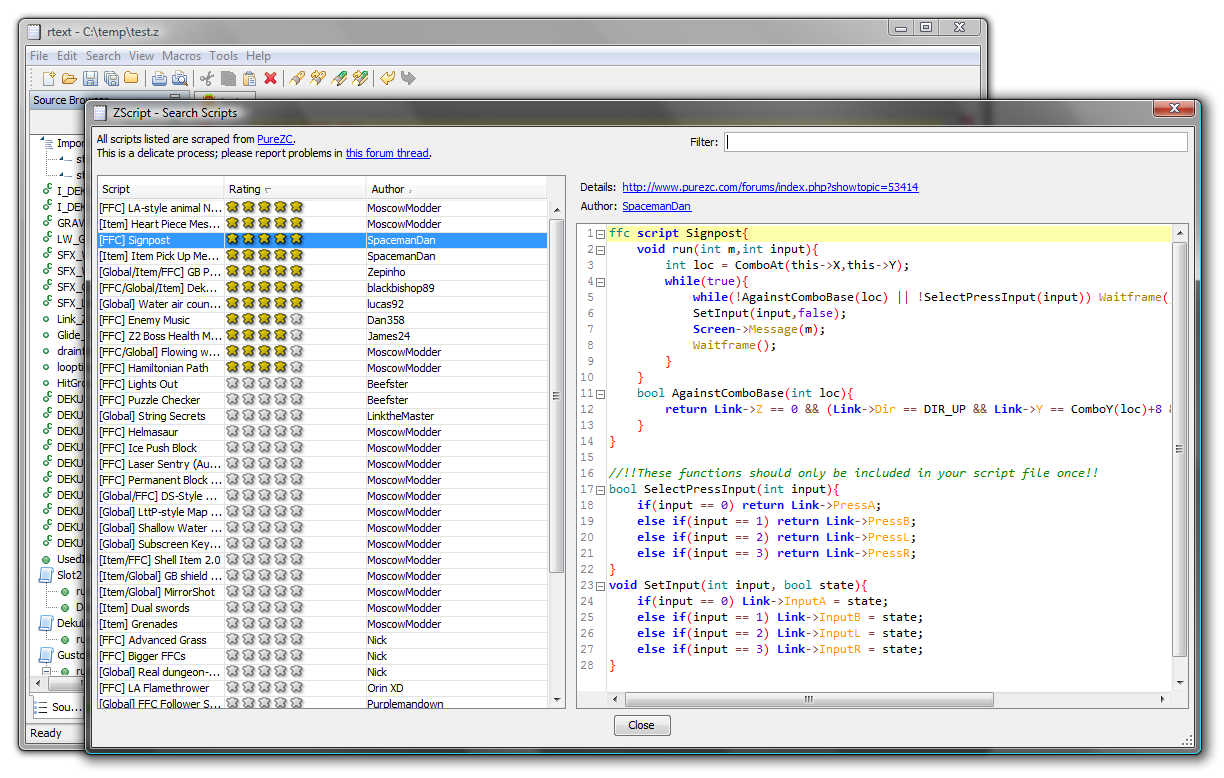 rtext - C:\temp\test.z
File Edit Search View Macros Tools Help
Source
ZScript - Search Scripts
All scripts listed are scraped from PureZC.
This is a delicate process; please report problems in this forum thread.
Filter:
Impor
st
st
I_DEK
I_DEK
GRAV
LW_G
SFX_
SFX_
SFX_
SFX_
Link_Z
Glide_
draint
loopti
HitGro
DEKU
DEKU
DEKU
DEKU
DEKU
DEKU
DEKU
DEKU
DEKU
DEKU
UsedI
Slot2
ru
D
Deku
ru
Gusto
ru
Sou...
Ready
Script Rating Author
[FFC] LA-style animal N... MoscowModder
[Item] Heart Piece Mes... MoscowModder
[FFC] Signpost SpacemanDan
[Item] Item Pick Up Me... SpacemanDan
[Global/Item/FFC] GB P... Zepinho
[FFC/Global/Item] Dek... blackbishop89
[Global] Water air coun... lucas92
[FFC] Enemy Music Dan358
[FFC] Z2 Boss Health M... James24
[FFC/Global] Flowing w... MoscowModder
[FFC] Hamiltonian Path MoscowModder
[FFC] Lights Out Beefster
[FFC] Puzzle Checker Beefster
[Global] String Secrets LinktheMaster
[FFC] Helmasaur MoscowModder
[FFC] Ice Push Block MoscowModder
[FFC] Laser Sentry (Au... MoscowModder
[FFC] Permanent Block ... MoscowModder
[Global/FFC] DS-Style ... MoscowModder
[Global] LttP-style Map ... MoscowModder
[Global] Shallow Water ... MoscowModder
[Global] Subscreen Key... MoscowModder
[Item/FFC] Shell Item 2.0 MoscowModder
[Item/Global] GB shield ... MoscowModder
[Item/Global] MirrorShot MoscowModder
[Item] Dual swords MoscowModder
[Item] Grenades MoscowModder
[FFC] Advanced Grass Nick
[FFC] Bigger FFCs Nick
[Global] Real dungeon-... Nick
[FFC] LA Flamethrower Orin XD
[Global] FFC Follower S... Purplemandown
Details: http://www.purezc.com/forums/index.php?showtopic=53414
Author: SpacemanDan
1 ffc script Signpost{
2 void run(int m,int input){
3 int loc = ComboAt(this->X,this->Y);
4 while(true){
5 while(!AgainstComboBase(loc) || !SelectPressInput(input)) Waitframe()
6 SetInput(input,false);
7 Screen->Message(m);
8 Waitframe();
9 }
10 }
11 bool AgainstComboBase(int loc){
12 return Link->Z == 0 && (Link->Dir == DIR_UP && Link->Y == ComboY(loc)+8 &
13 }
14 }
15
16 //!!These functions should only be included in your script file once!!
17 bool SelectPressInput(int input){
18 if(input == 0) return Link->PressA;
19 else if(input == 1) return Link->PressB;
20 else if(input == 2) return Link->PressL;
21 else if(input == 3) return Link->PressR;
22 }
23 void SetInput(int input, bool state){
24 if(input == 0) Link->InputA = state;
25 else if(input == 1) Link->InputB = state;
26 else if(input == 2) Link->InputL = state;
27 else if(input == 3) Link->InputR = state;
28 }
Close